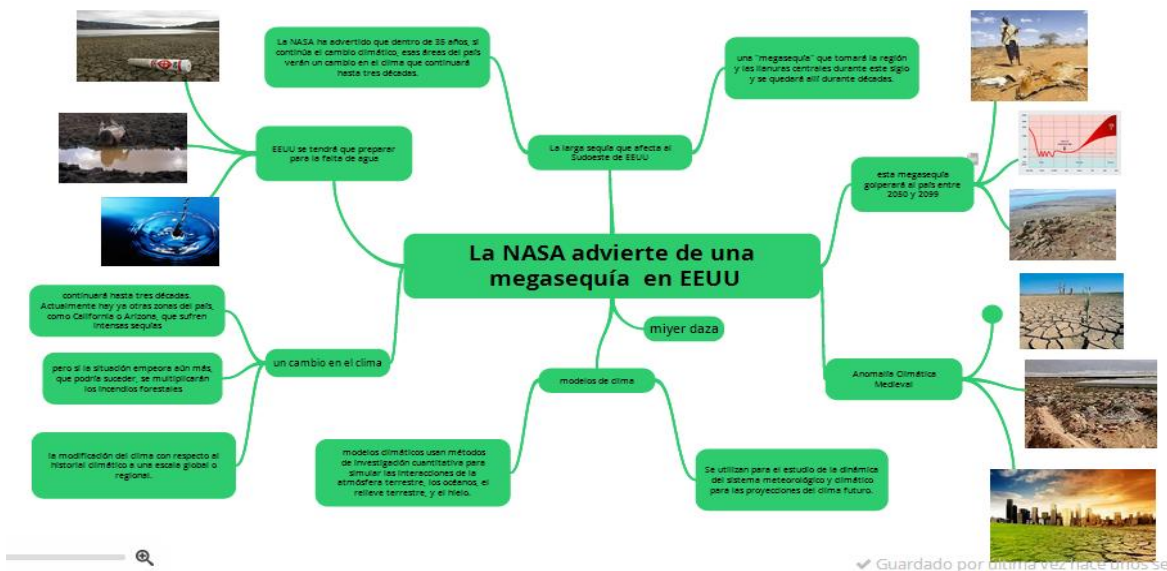 La NASA ha advertido que dentro de 35 años, si
continúa el cambio climático, esas áreas del país
verán un cambio en el clima que continuará
hasta tres décadas.
una "megasequía" que tomará la región
y las llanuras centrales durante este siglo
y se quedará allí durante décadas.
EEUU se tendrá que preparar
para la falta de agua
La larga sequía que afecta al
Sudoeste de EEUU
esta megasequía
golperará al país entre
2050 y 2099
La NASA advierte de una
megasequía en EEUU
continuará hasta tres décadas.
Actualmente hay ya otras zonas del país,
como California o Arizona, que sufren
intensas sequías
miyer daza
un cambio en el clima
pero si la situación empeora aún más,
que podría suceder, se multiplicarán
los incendios forestales
modelos de clima
Anomalía Climática
Medieval
la modificación del clima con respecto al
historial climático a una escala global o
regional.
modelos climáticos usan métodos
de investigación cuantitativa para
simular las interacciones de la
atmósfera terrestre, los océanos, el
relieve terrestre, y el hielo.
Se utilizan para el estudio de la dinámica
del sistema meteorológico y climático
para las proyecciones del clima futuro.
Guardado por última vez hace unos se